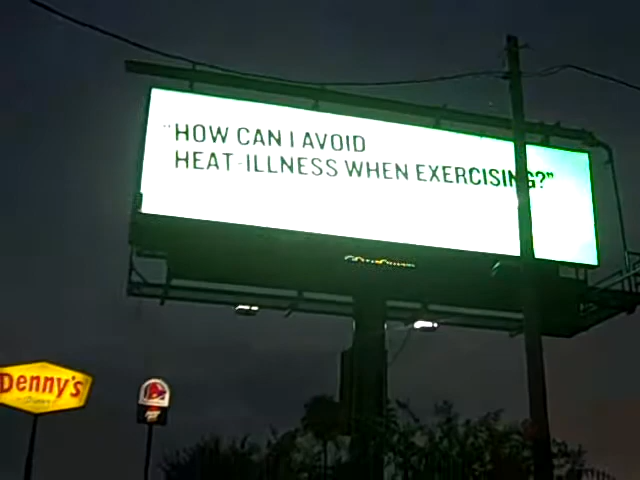 "HOW CAN I AVOID
HEAT-ILLNESS WHEN EXERCISING?"
Denny's